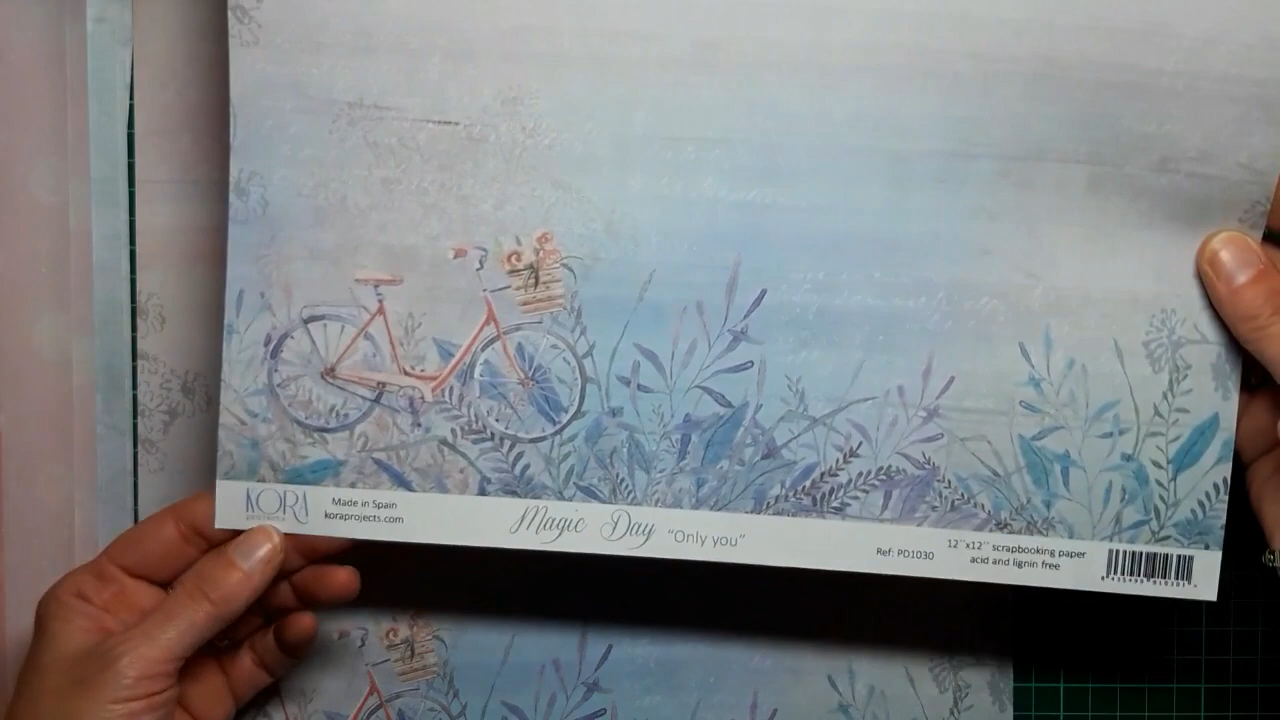 KORA
Made in Spain
koraprojects.com
Magic Day "Only you"
Ref: PD1030
12´´x12´´ scrapbooking paper
acid and lignin free